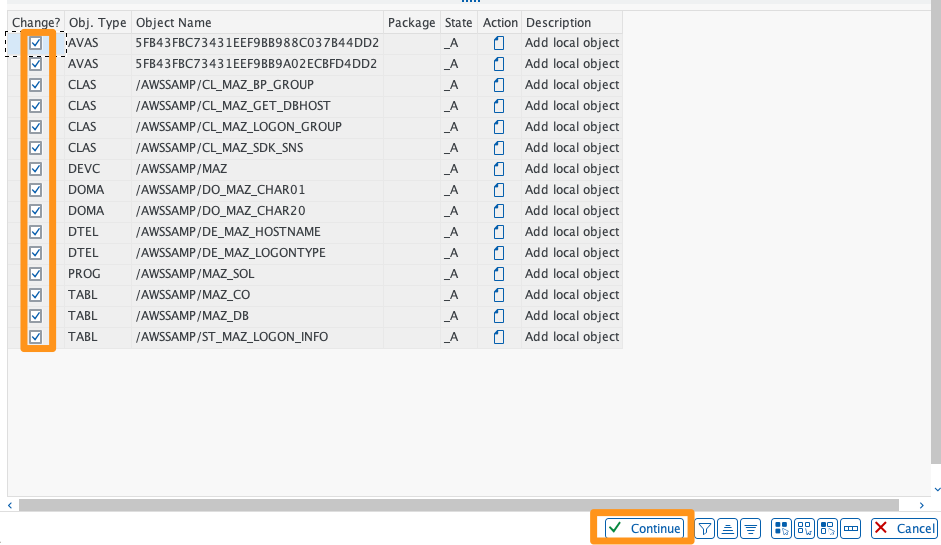 Change? Obj. Type Object Name Package State Action Description
AVAS 5FB43FBC73431EEF9BB988C037B44DD2 _A Add local object
AVAS 5FB43FBC73431EEF9BB9A02ECBFD4DD2 _A Add local object
CLAS /AWSSAMP/CL_MAZ_BP_GROUP _A Add local object
CLAS /AWSSAMP/CL_MAZ_GET_DBHOST _A Add local object
CLAS /AWSSAMP/CL_MAZ_LOGON_GROUP _A Add local object
CLAS /AWSSAMP/CL_MAZ_SDK_SNS _A Add local object
DEVC /AWSSAMP/MAZ _A Add local object
DOMA /AWSSAMP/DO_MAZ_CHAR01 _A Add local object
DOMA /AWSSAMP/DO_MAZ_CHAR20 _A Add local object
DTEL /AWSSAMP/DE_MAZ_HOSTNAME _A Add local object
DTEL /AWSSAMP/DE_MAZ_LOGONTYPE _A Add local object
PROG /AWSSAMP/MAZ_SOL _A Add local object
TABL /AWSSAMP/MAZ_CO _A Add local object
TABL /AWSSAMP/MAZ_DB _A Add local object
TABL /AWSSAMP/ST_MAZ_LOGON_INFO _A Add local object
Continue Cancel